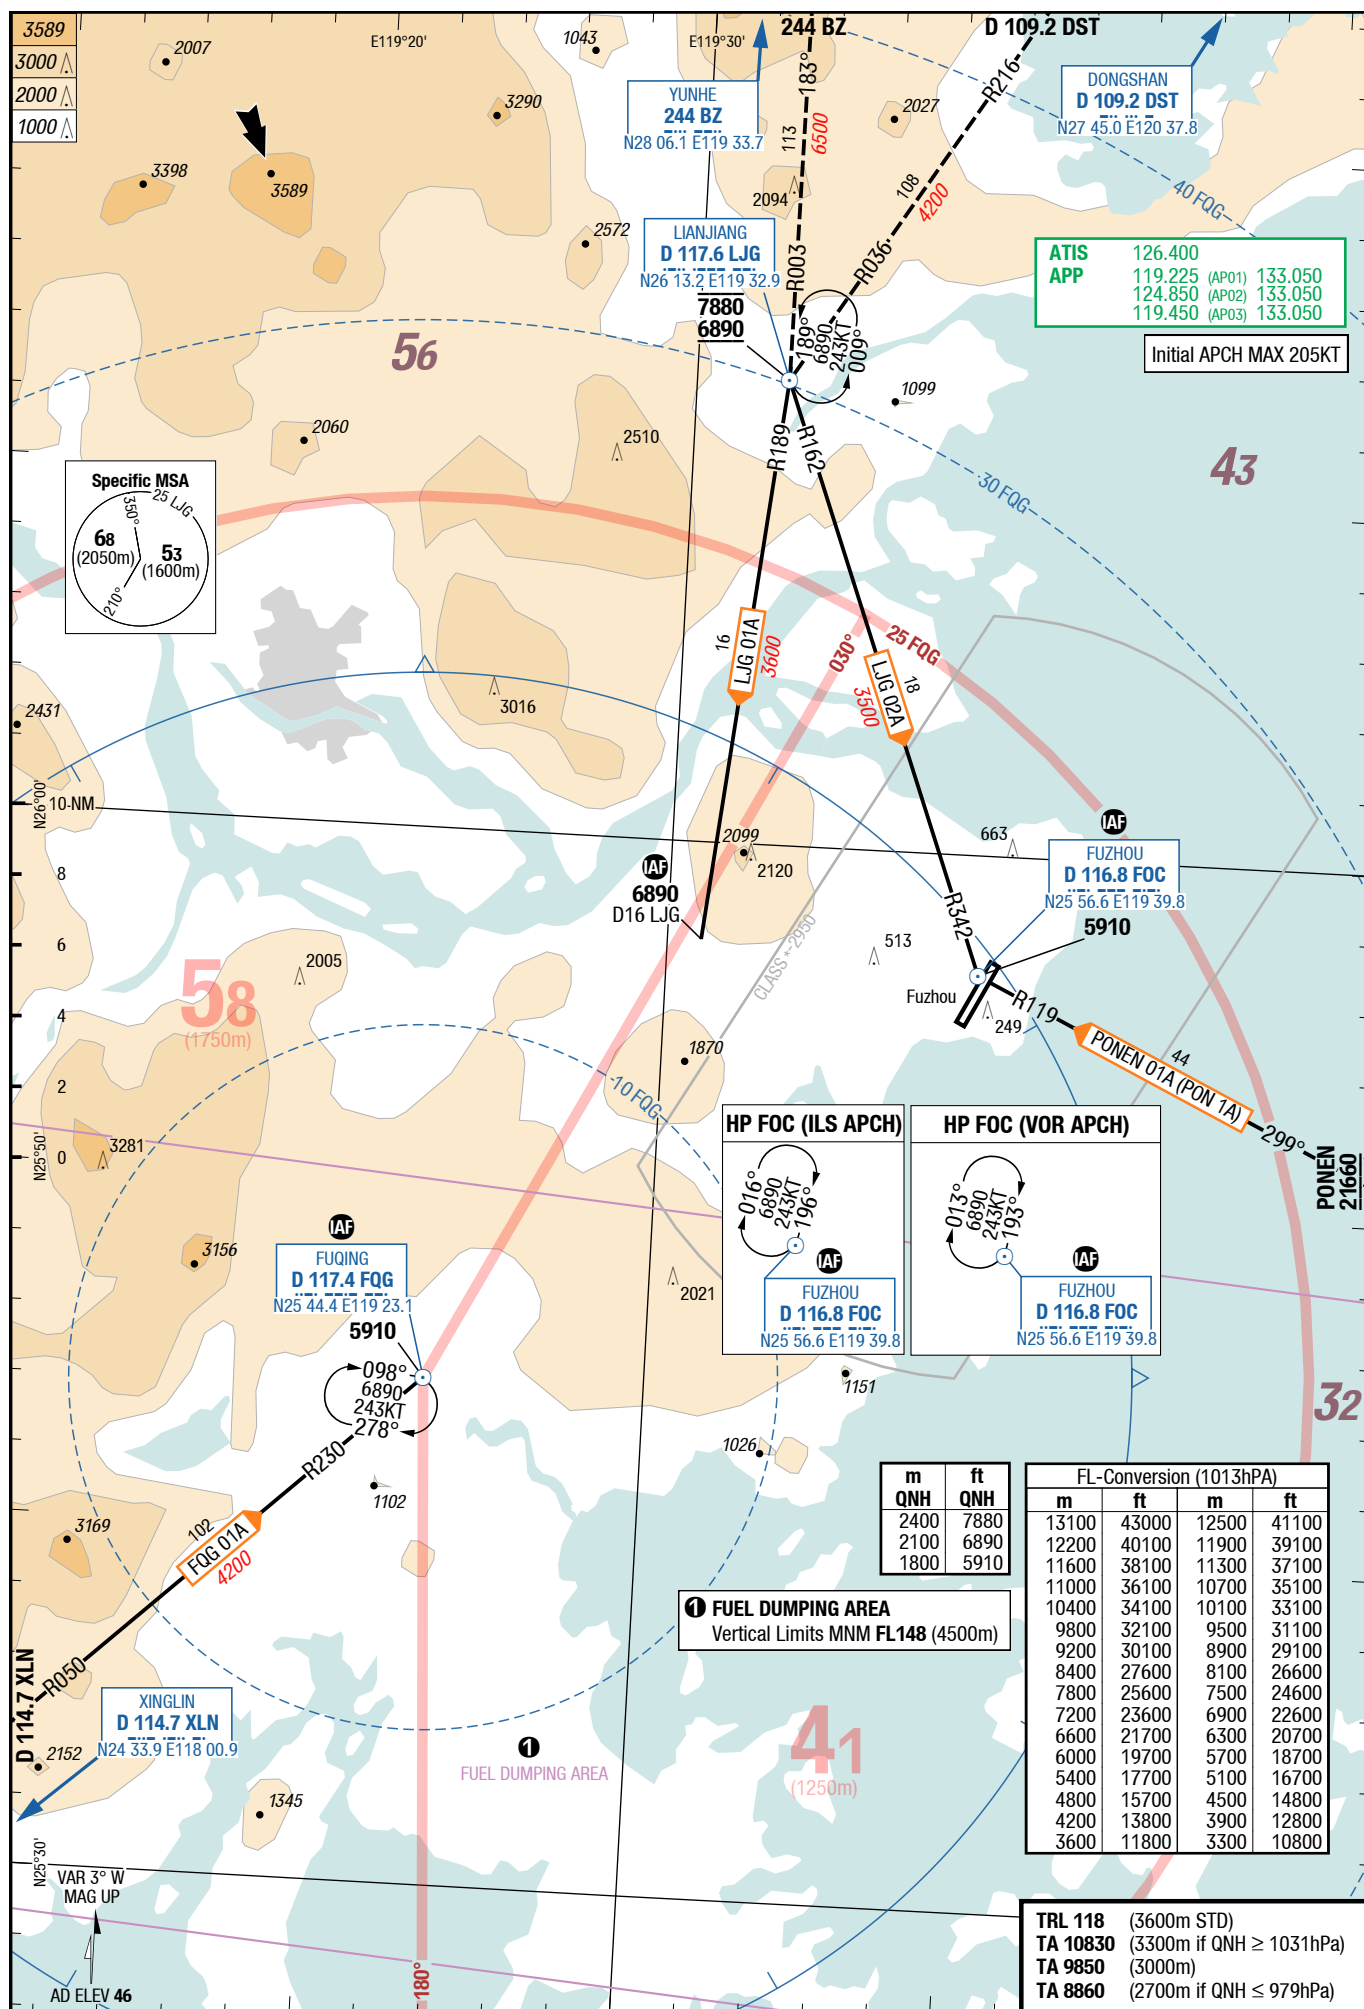 3589
3000
2000
1000
2007
E119°20'
1043
E119°30'
244 BZ
D 109.2 DST
3290
YUNHE
244 BZ
N28 06.1 E119 33.7
183°
113
6500
R216
2027
DONGSHAN
D 109.2 DST
N27 45.0 E120 37.8
3398
3589
2094
108
4200
40 FQG
2572
LIANJIANG
D 117.6 LJG
N26 13.2 E119 32.9
R003
R036
ATIS 126.400
APP 119.225 (AP01) 133.050
124.850 (AP02) 133.050
119.450 (AP03) 133.050
7880
6890
189°
6890
243KT
009°
Initial APCH MAX 205KT
56
1099
2060
2510
R189
R162
43
30 FQG
Specific MSA
25 LJG
350°
68
(2050m)
53
(1600m)
210°
16
LJG 01A
3600
030°
25 FQG
LJG 02A
18
3500
2431
3016
N26°00'
10 NM
8
6
4
2
0
2099
2120
663
IAF
FUZHOU
D 116.8 FOC
N25 56.6 E119 39.8
5910
IAF
6890
D16 LJG
R342
CLASS *-2950
513
2005
58
(1750m)
Fuzhou
249
R119
PONEN 01A (PON 1A)
44
299°
PONEN
21660
1870
10 FQG
N25°50'
3281
HP FOC (ILS APCH)
016°
6890
243KT
196°
IAF
FUZHOU
D 116.8 FOC
N25 56.6 E119 39.8
HP FOC (VOR APCH)
013°
6890
243KT
193°
IAF
FUZHOU
D 116.8 FOC
N25 56.6 E119 39.8
3156
IAF
FUQING
D 117.4 FQG
N25 44.4 E119 23.1
5910
2021
098°
6890
243KT
278°
1151
32
1026
R230
1102
3169
102
FQG 01A
4200
m ft
QNH QNH
2400 7880
2100 6890
1800 5910
FL-Conversion (1013hPA)
m ft m ft
13100 43000 12500 41100
12200 40100 11900 39100
11600 38100 11300 37100
11000 36100 10700 35100
10400 34100 10100 33100
9800 32100 9500 31100
9200 30100 8900 29100
8400 27600 8100 26600
7800 25600 7500 24600
7200 23600 6900 22600
6600 21700 6300 20700
6000 19700 5700 18700
5400 17700 5100 16700
4800 15700 4500 14800
4200 13800 3900 12800
3600 11800 3300 10800
1 FUEL DUMPING AREA
Vertical Limits MNM FL148 (4500m)
R050
D 114.7 XLN
XINGLIN
D 114.7 XLN
N24 33.9 E118 00.9
2152
1
FUEL DUMPING AREA
41
(1250m)
1345
N25°30'
VAR 3° W
MAG UP
AD ELEV 46
180°
TRL 118 (3600m STD)
TA 10830 (3300m if QNH ≥ 1031hPa)
TA 9850 (3000m)
TA 8860 (2700m if QNH ≤ 979hPa)